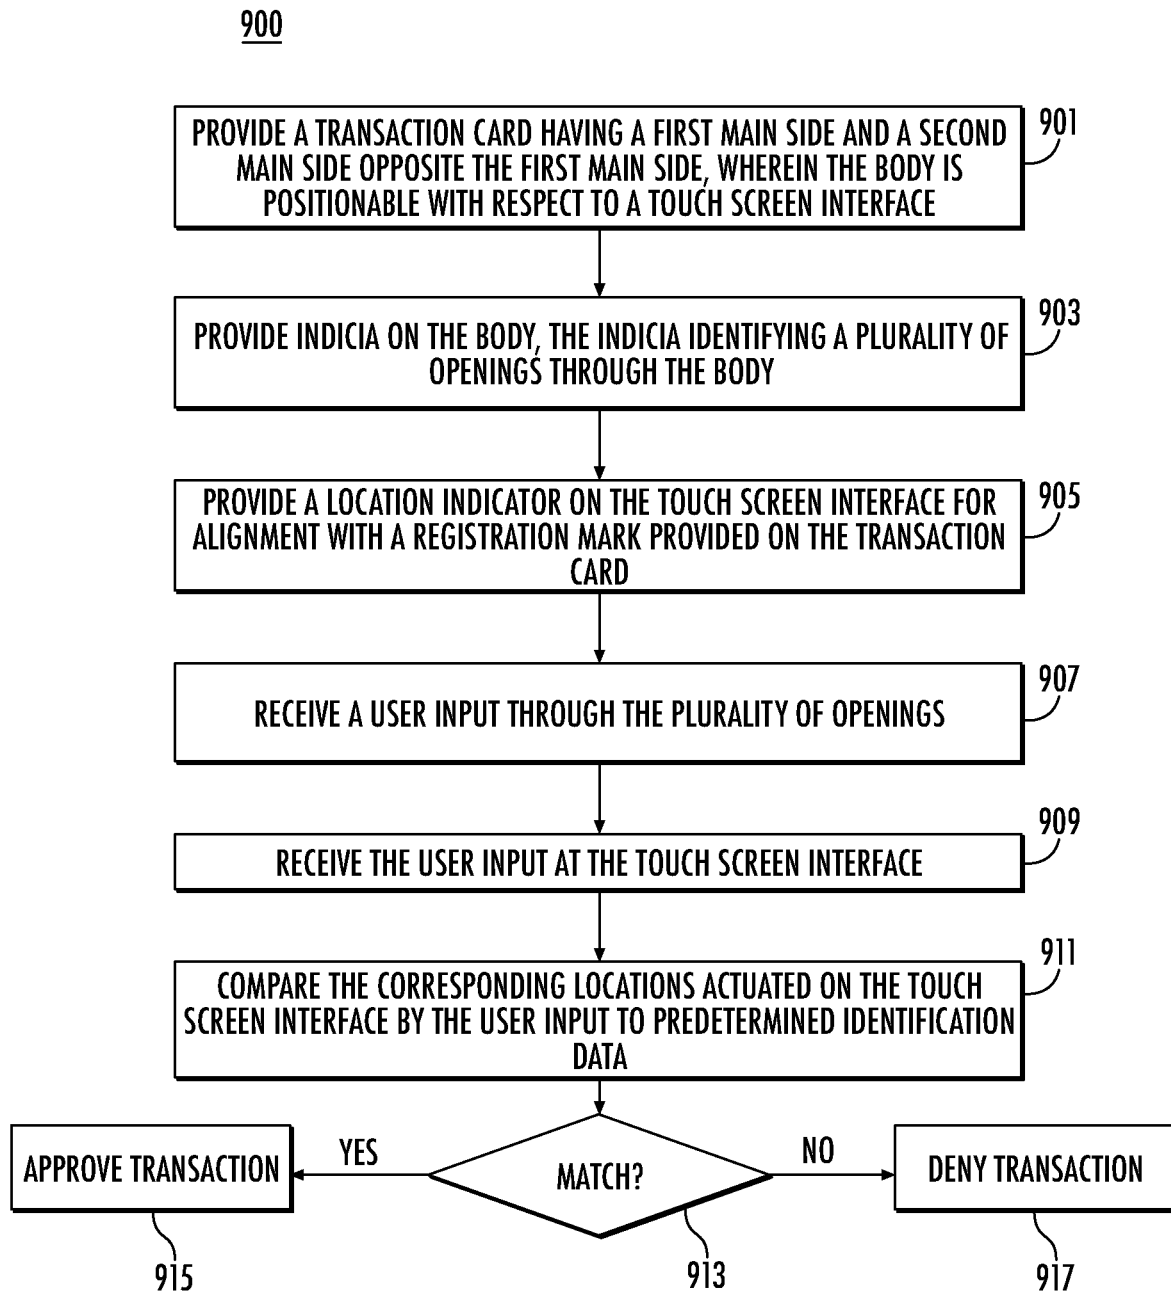 900
PROVIDE A TRANSACTION CARD HAVING A FIRST MAIN SIDE AND A SECOND
MAIN SIDE OPPOSITE THE FIRST MAIN SIDE, WHEREIN THE BODY IS
POSITIONABLE WITH RESPECT TO A TOUCH SCREEN INTERFACE
901
PROVIDE INDICIA ON THE BODY, THE INDICIA IDENTIFYING A PLURALITY OF
OPENINGS THROUGH THE BODY
903
PROVIDE A LOCATION INDICATOR ON THE TOUCH SCREEN INTERFACE FOR
ALIGNMENT WITH A REGISTRATION MARK PROVIDED ON THE TRANSACTION
CARD
905
RECEIVE A USER INPUT THROUGH THE PLURALITY OF OPENINGS
907
RECEIVE THE USER INPUT AT THE TOUCH SCREEN INTERFACE
909
COMPARE THE CORRESPONDING LOCATIONS ACTUATED ON THE TOUCH
SCREEN INTERFACE BY THE USER INPUT TO PREDETERMINED IDENTIFICATION
DATA
911
APPROVE TRANSACTION
YES
MATCH?
NO
DENY TRANSACTION
915
913
917